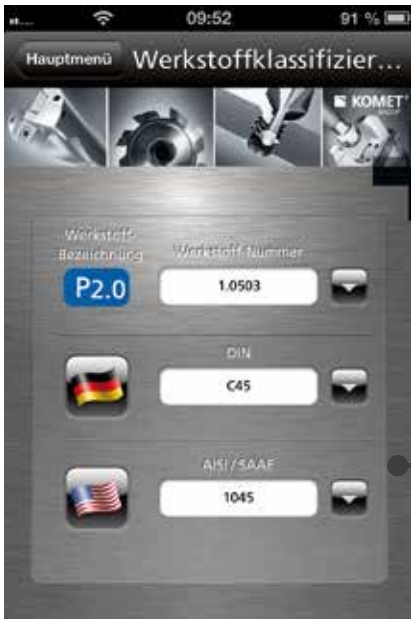 09:52
91 %
Hauptmenü
Werkstoffklassifizier...
KOMET
GROUP
Werkstoff-
Bezeichnung
Werkstoff-Nummer
P2.0
1.0503
DIN
C45
AISI / SAAE
1045